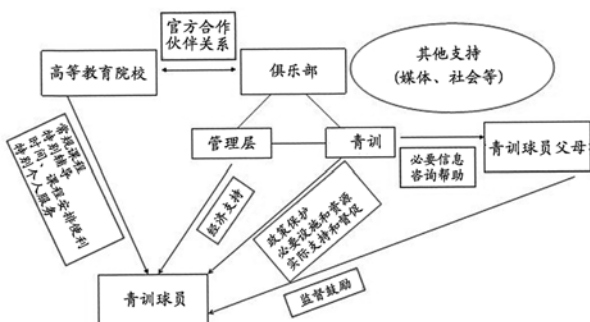 官方合作
伙伴关系
高等教育院校
俱乐部
其他支持
(媒体、社会等)
管理层
青训
必要信息
咨询帮助
青训球员父母
常规课程
特别辅导
时间、课程安排便利
特别个人服务
经济支持
政策保护
必要设施和资源
实际支持和督促
青训球员
监督鼓励